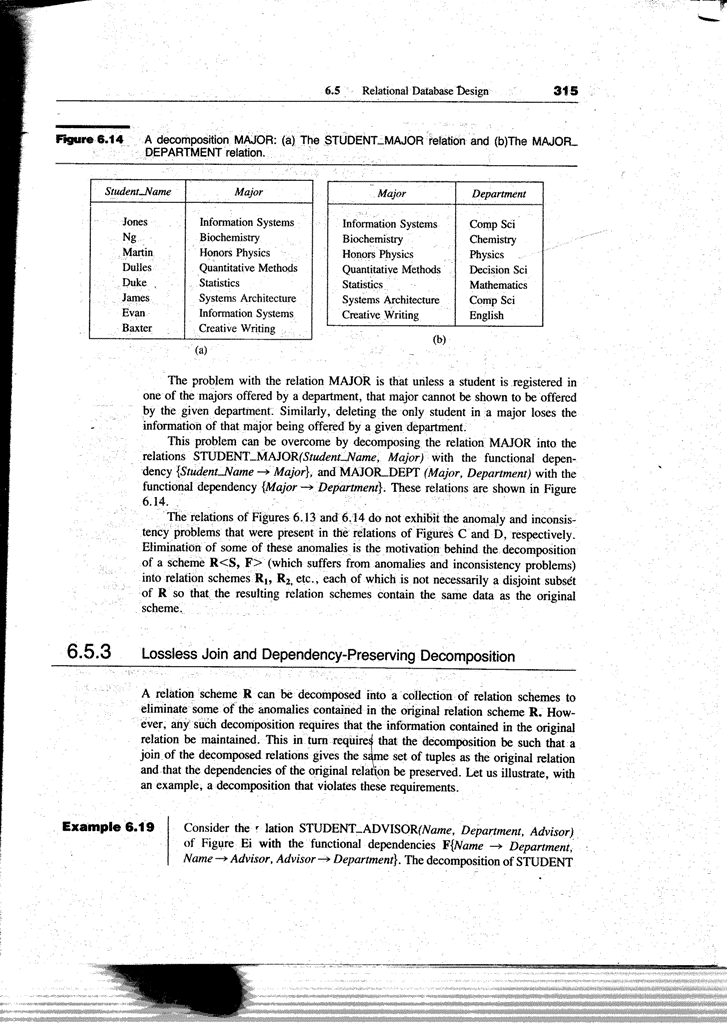 6.5 Relational Database Design 315
Figure 6.14 A decomposition MAJOR: (a) The STUDENT_MAJOR relation and (b)The MAJOR_
DEPARTMENT relation.
Student_Name Major
Jones Information Systems
Ng Biochemistry
Martin Honors Physics
Dulles Quantitative Methods
Duke Statistics
James Systems Architecture
Evan Information Systems
Baxter Creative Writing
(a)
Major Department
Information Systems Comp Sci
Biochemistry Chemistry
Honors Physics Physics
Quantitative Methods Decision Sci
Statistics Mathematics
Systems Architecture Comp Sci
Creative Writing English
(b)
The problem with the relation MAJOR is that unless a student is registered in
one of the majors offered by a department, that major cannot be shown to be offered
by the given department. Similarly, deleting the only student in a major loses the
information of that major being offered by a given department.
This problem can be overcome by decomposing the relation MAJOR into the
relations STUDENT_MAJOR(Student_Name, Major) with the functional depen-
dency {Student_Name → Major}, and MAJOR_DEPT (Major, Department) with the
functional dependency {Major → Department}. These relations are shown in Figure
6.14.
The relations of Figures 6.13 and 6.14 do not exhibit the anomaly and inconsis-
tency problems that were present in the relations of Figures C and D, respectively.
Elimination of some of these anomalies is the motivation behind the decomposition
of a scheme R<S, F> (which suffers from anomalies and inconsistency problems)
into relation schemes R₁, R₂, etc., each of which is not necessarily a disjoint subset
of R so that the resulting relation schemes contain the same data as the original
scheme.
6.5.3 Lossless Join and Dependency-Preserving Decomposition
A relation scheme R can be decomposed into a collection of relation schemes to
eliminate some of the anomalies contained in the original relation scheme R. How-
ever, any such decomposition requires that the information contained in the original
relation be maintained. This in turn requires that the decomposition be such that a
join of the decomposed relations gives the same set of tuples as the original relation
and that the dependencies of the original relation be preserved. Let us illustrate, with
an example, a decomposition that violates these requirements.
Example 6.19 Consider the r lation STUDENT_ADVISOR(Name, Department, Advisor)
of Figure Ei with the functional dependencies F{Name → Department,
Name → Advisor, Advisor → Department}. The decomposition of STUDENT